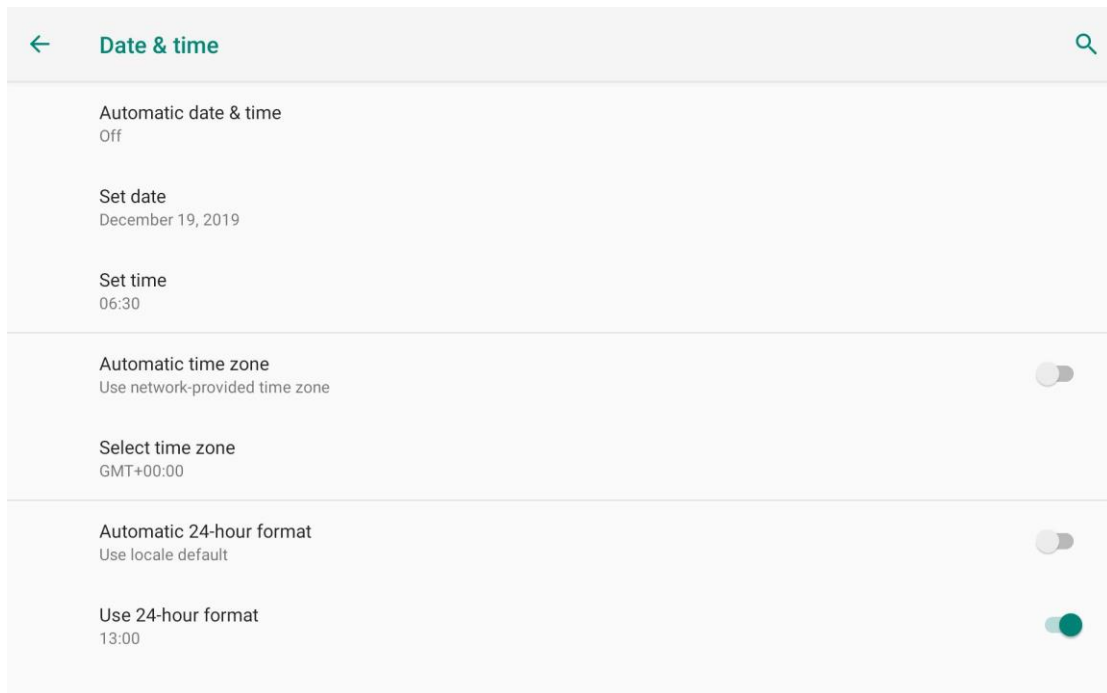 Date & time
Automatic date & time
Off
Set date
December 19, 2019
Set time
06:30
Automatic time zone
Use network-provided time zone
Select time zone
GMT+00:00
Automatic 24-hour format
Use locale default
Use 24-hour format
13:00